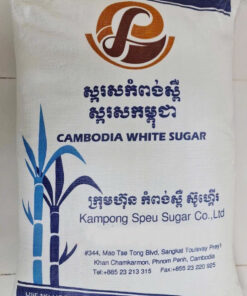 ស្ករសកំពង់ស្ពឺ
ស្ករសកម្ពុជា
CAMBODIA WHITE SUGAR
ក្រុមហ៊ុន កំពង់ស្ពឺ ស៊ូហ្គើរ
Kampong Speu Sugar Co.,Ltd
#344, Mao Tse Tong Blvd, Sangkat Toulsvay Prey1
Khan Chamkarmon, Phnom Penh, Cambodia
Tel:+855 23 213 315 Fax:+855 23 220 925